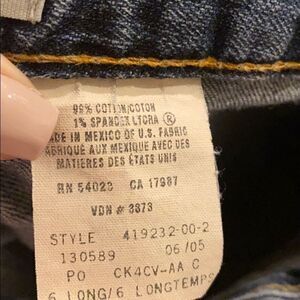 99% COTTON/COTON
1% SPANDEX LYCRA ®
MADE IN MEXICO OF U.S. FABRIC
FABRIQUE AUX MEXIQUE AVEC DES
MATIERES DES ÉTATS UNIS
RN 54023 CA 17987
VDN # 3873
STYLE 419232-00-2
130589 06/05
PO CK4CV-AA C
6 LONG/6 LONGTEMPS